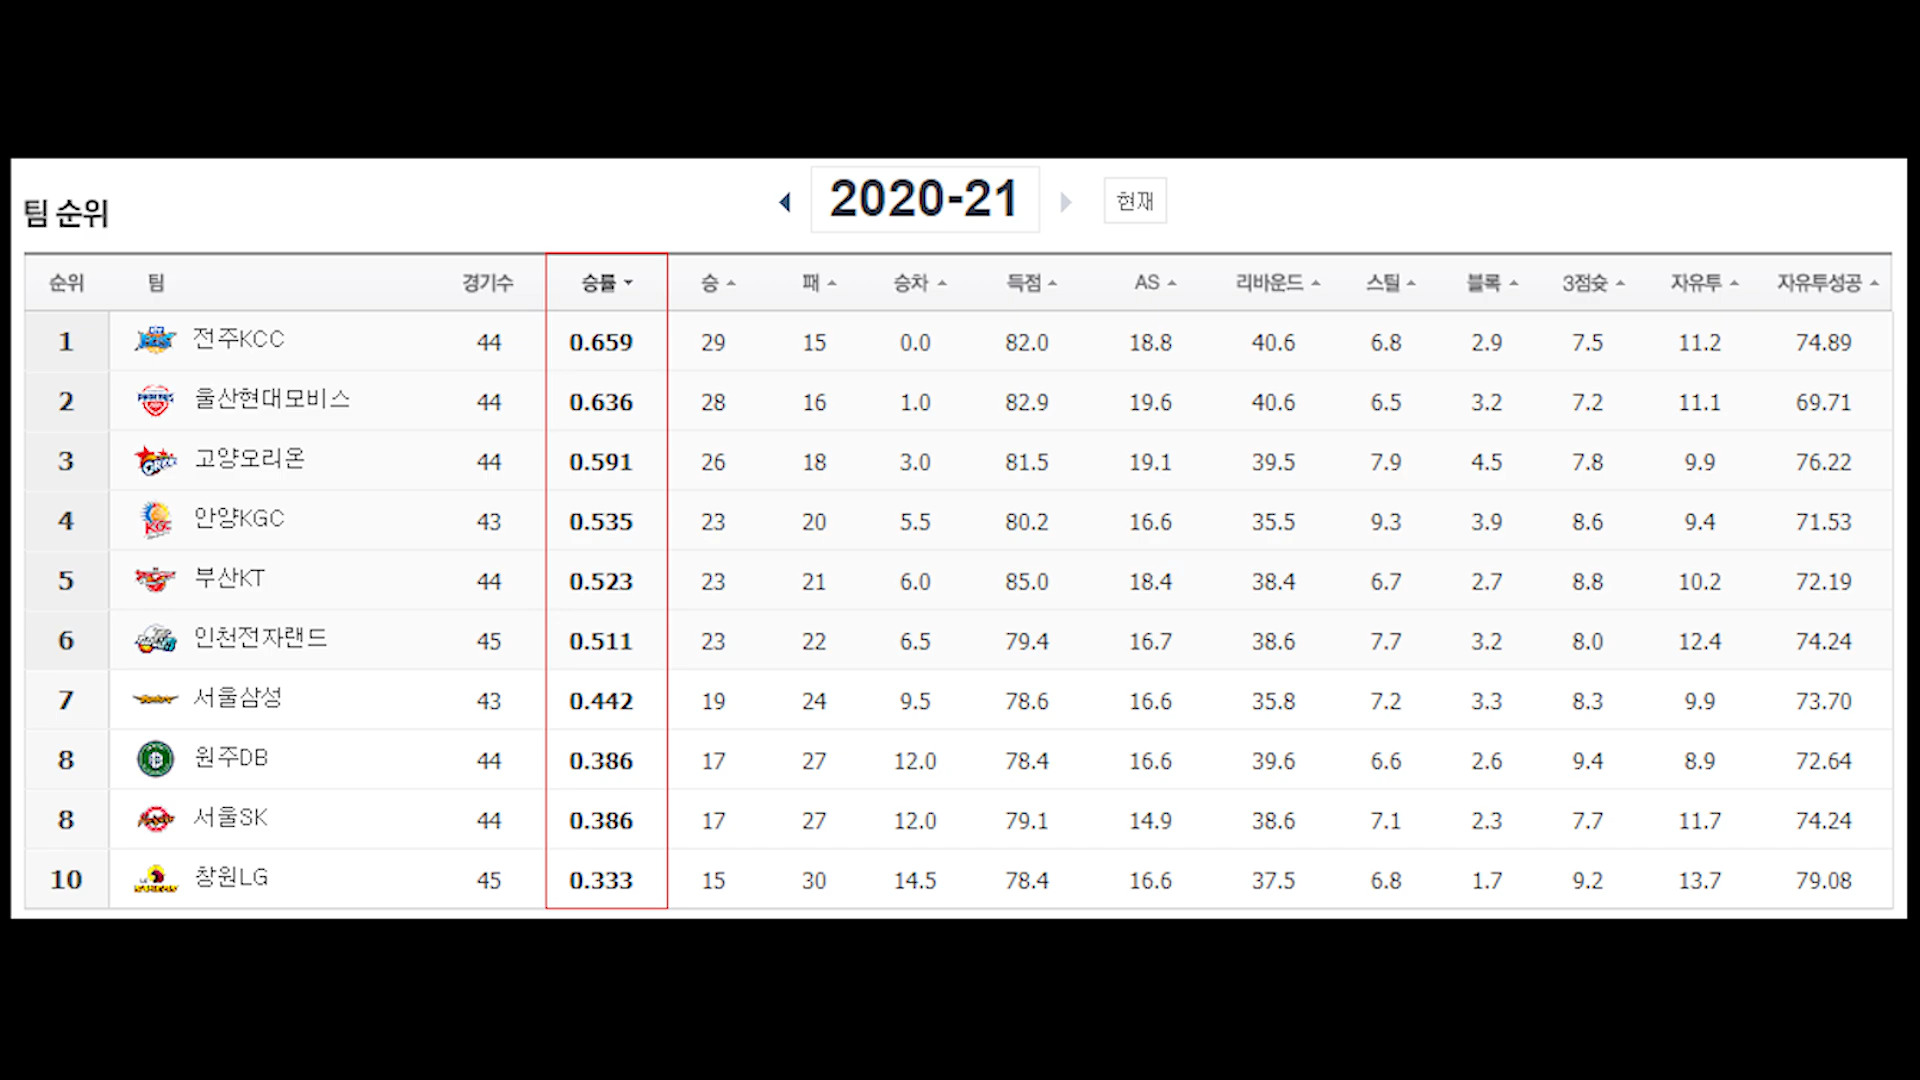 2020-21
현재
팀 순위
순위 팀 경기수 승률 승 패 승차 득점 AS 리바운드 스틸 블록 3점슛 자유투 자유투성공
1 전주KCC 44 0.659 29 15 0.0 82.0 18.8 40.6 6.8 2.9 7.5 11.2 74.89
2 울산현대모비스 44 0.636 28 16 1.0 82.9 19.6 40.6 6.5 3.2 7.2 11.1 69.71
3 고양오리온 44 0.591 26 18 3.0 81.5 19.1 39.5 7.9 4.5 7.8 9.9 76.22
4 안양KGC 43 0.535 23 20 5.5 80.2 16.6 35.5 9.3 3.9 8.6 9.4 71.53
5 부산KT 44 0.523 23 21 6.0 85.0 18.4 38.4 6.7 2.7 8.8 10.2 72.19
6 인천전자랜드 45 0.511 23 22 6.5 79.4 16.7 38.6 7.7 3.2 8.0 12.4 74.24
7 서울삼성 43 0.442 19 24 9.5 78.6 16.6 35.8 7.2 3.3 8.3 9.9 73.70
8 원주DB 44 0.386 17 27 12.0 78.4 16.6 39.6 6.6 2.6 9.4 8.9 72.64
8 서울SK 44 0.386 17 27 12.0 79.1 14.9 38.6 7.1 2.3 7.7 11.7 74.24
10 창원LG 45 0.333 15 30 14.5 78.4 16.6 37.5 6.8 1.7 9.2 13.7 79.08